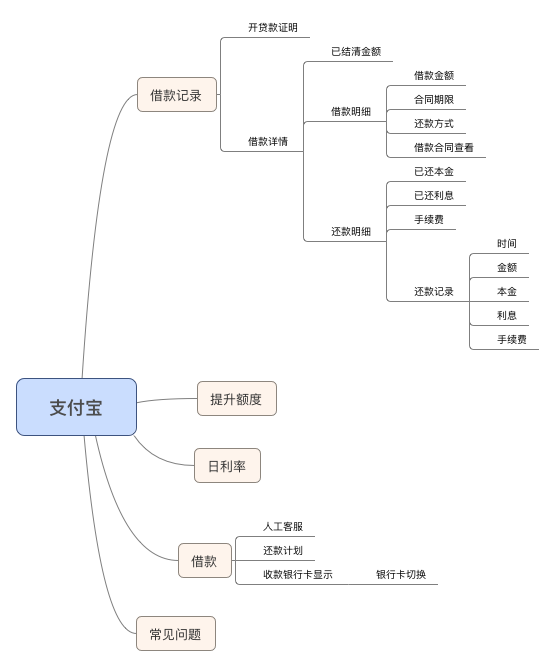 支付宝
借款记录
开贷款证明
借款详情
已结清金额
借款明细
借款金额
合同期限
还款方式
借款合同查看
还款明细
已还本金
已还利息
手续费
还款记录
时间
金额
本金
利息
手续费
提升额度
日利率
借款
人工客服
还款计划
收款银行卡显示
银行卡切换
常见问题